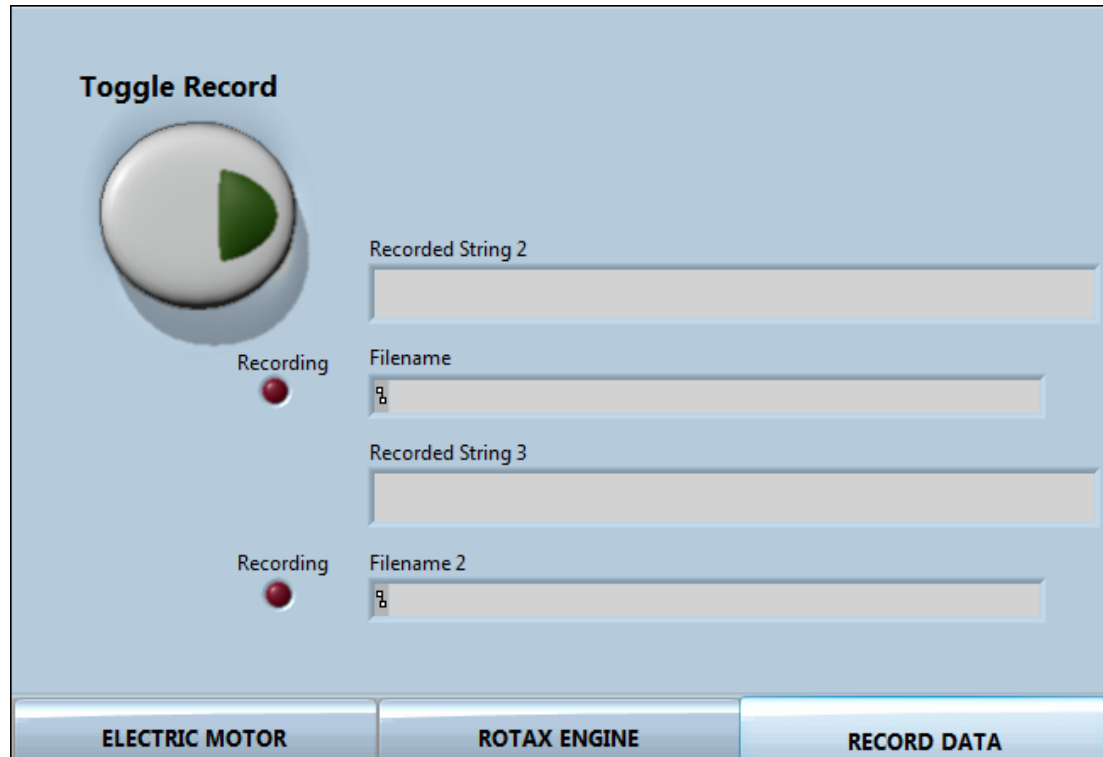 Toggle Record
Recorded String 2
Recording
Filename
Recorded String 3
Recording
Filename 2
ELECTRIC MOTOR
ROTAX ENGINE
RECORD DATA